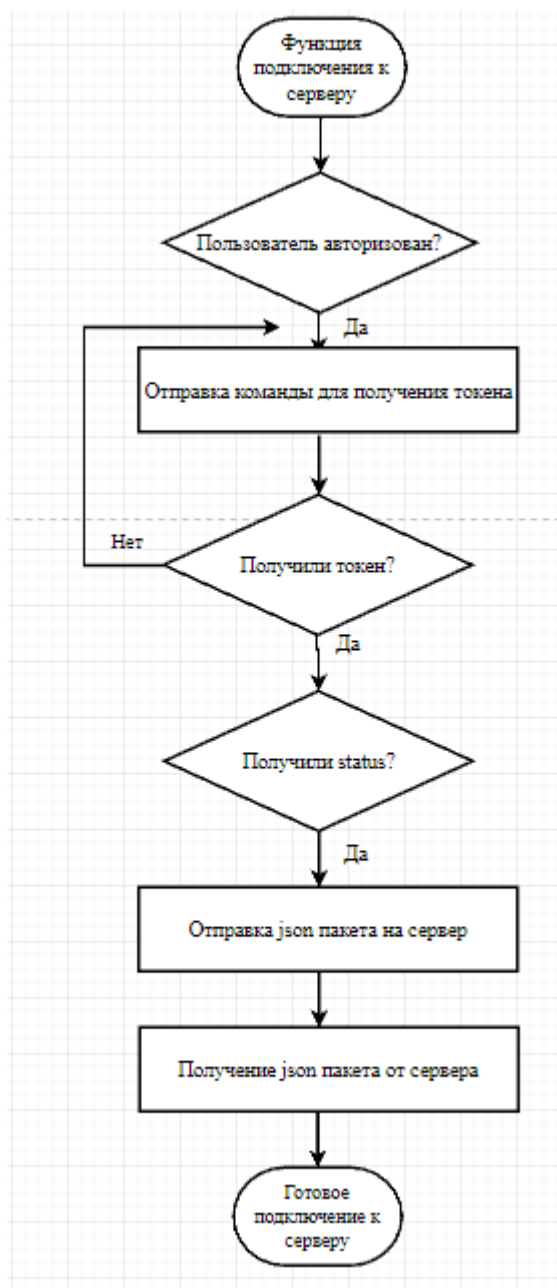 Функция
подключения к
серверу
Пользователь авторизован?
Да
Отправка команды для получения токена
Нет
Получили токен?
Да
Получили status?
Да
Отправка json пакета на сервер
Получение json пакета от сервера
Готовое
подключение к
серверу